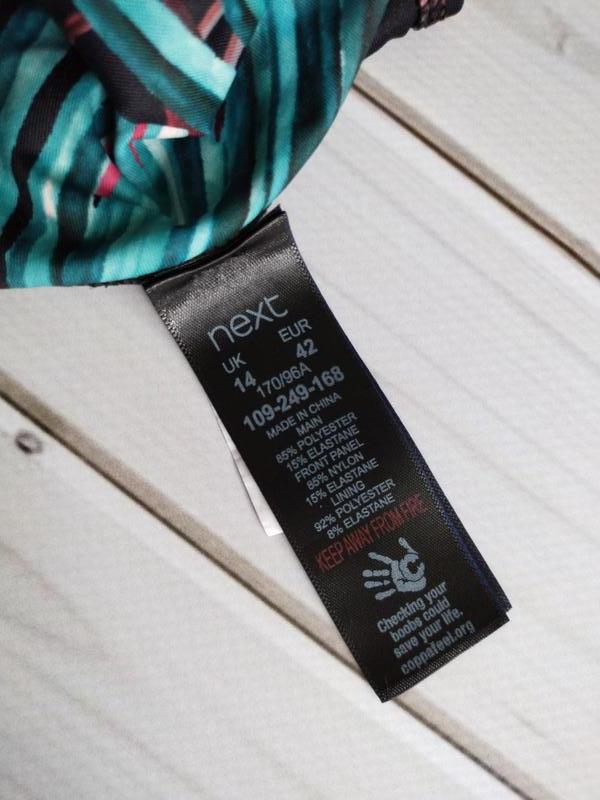 next
UK EUR
14 42
170/96A
109-249-168
MADE IN CHINA
MAIN
85% POLYESTER
15% ELASTANE
FRONT PANEL
85% NYLON
15% ELASTANE
LINING
92% POLYESTER
8% ELASTANE
KEEP AWAY FROM FIRE
Checking your
boobs could
save your life.
coppafeel.org